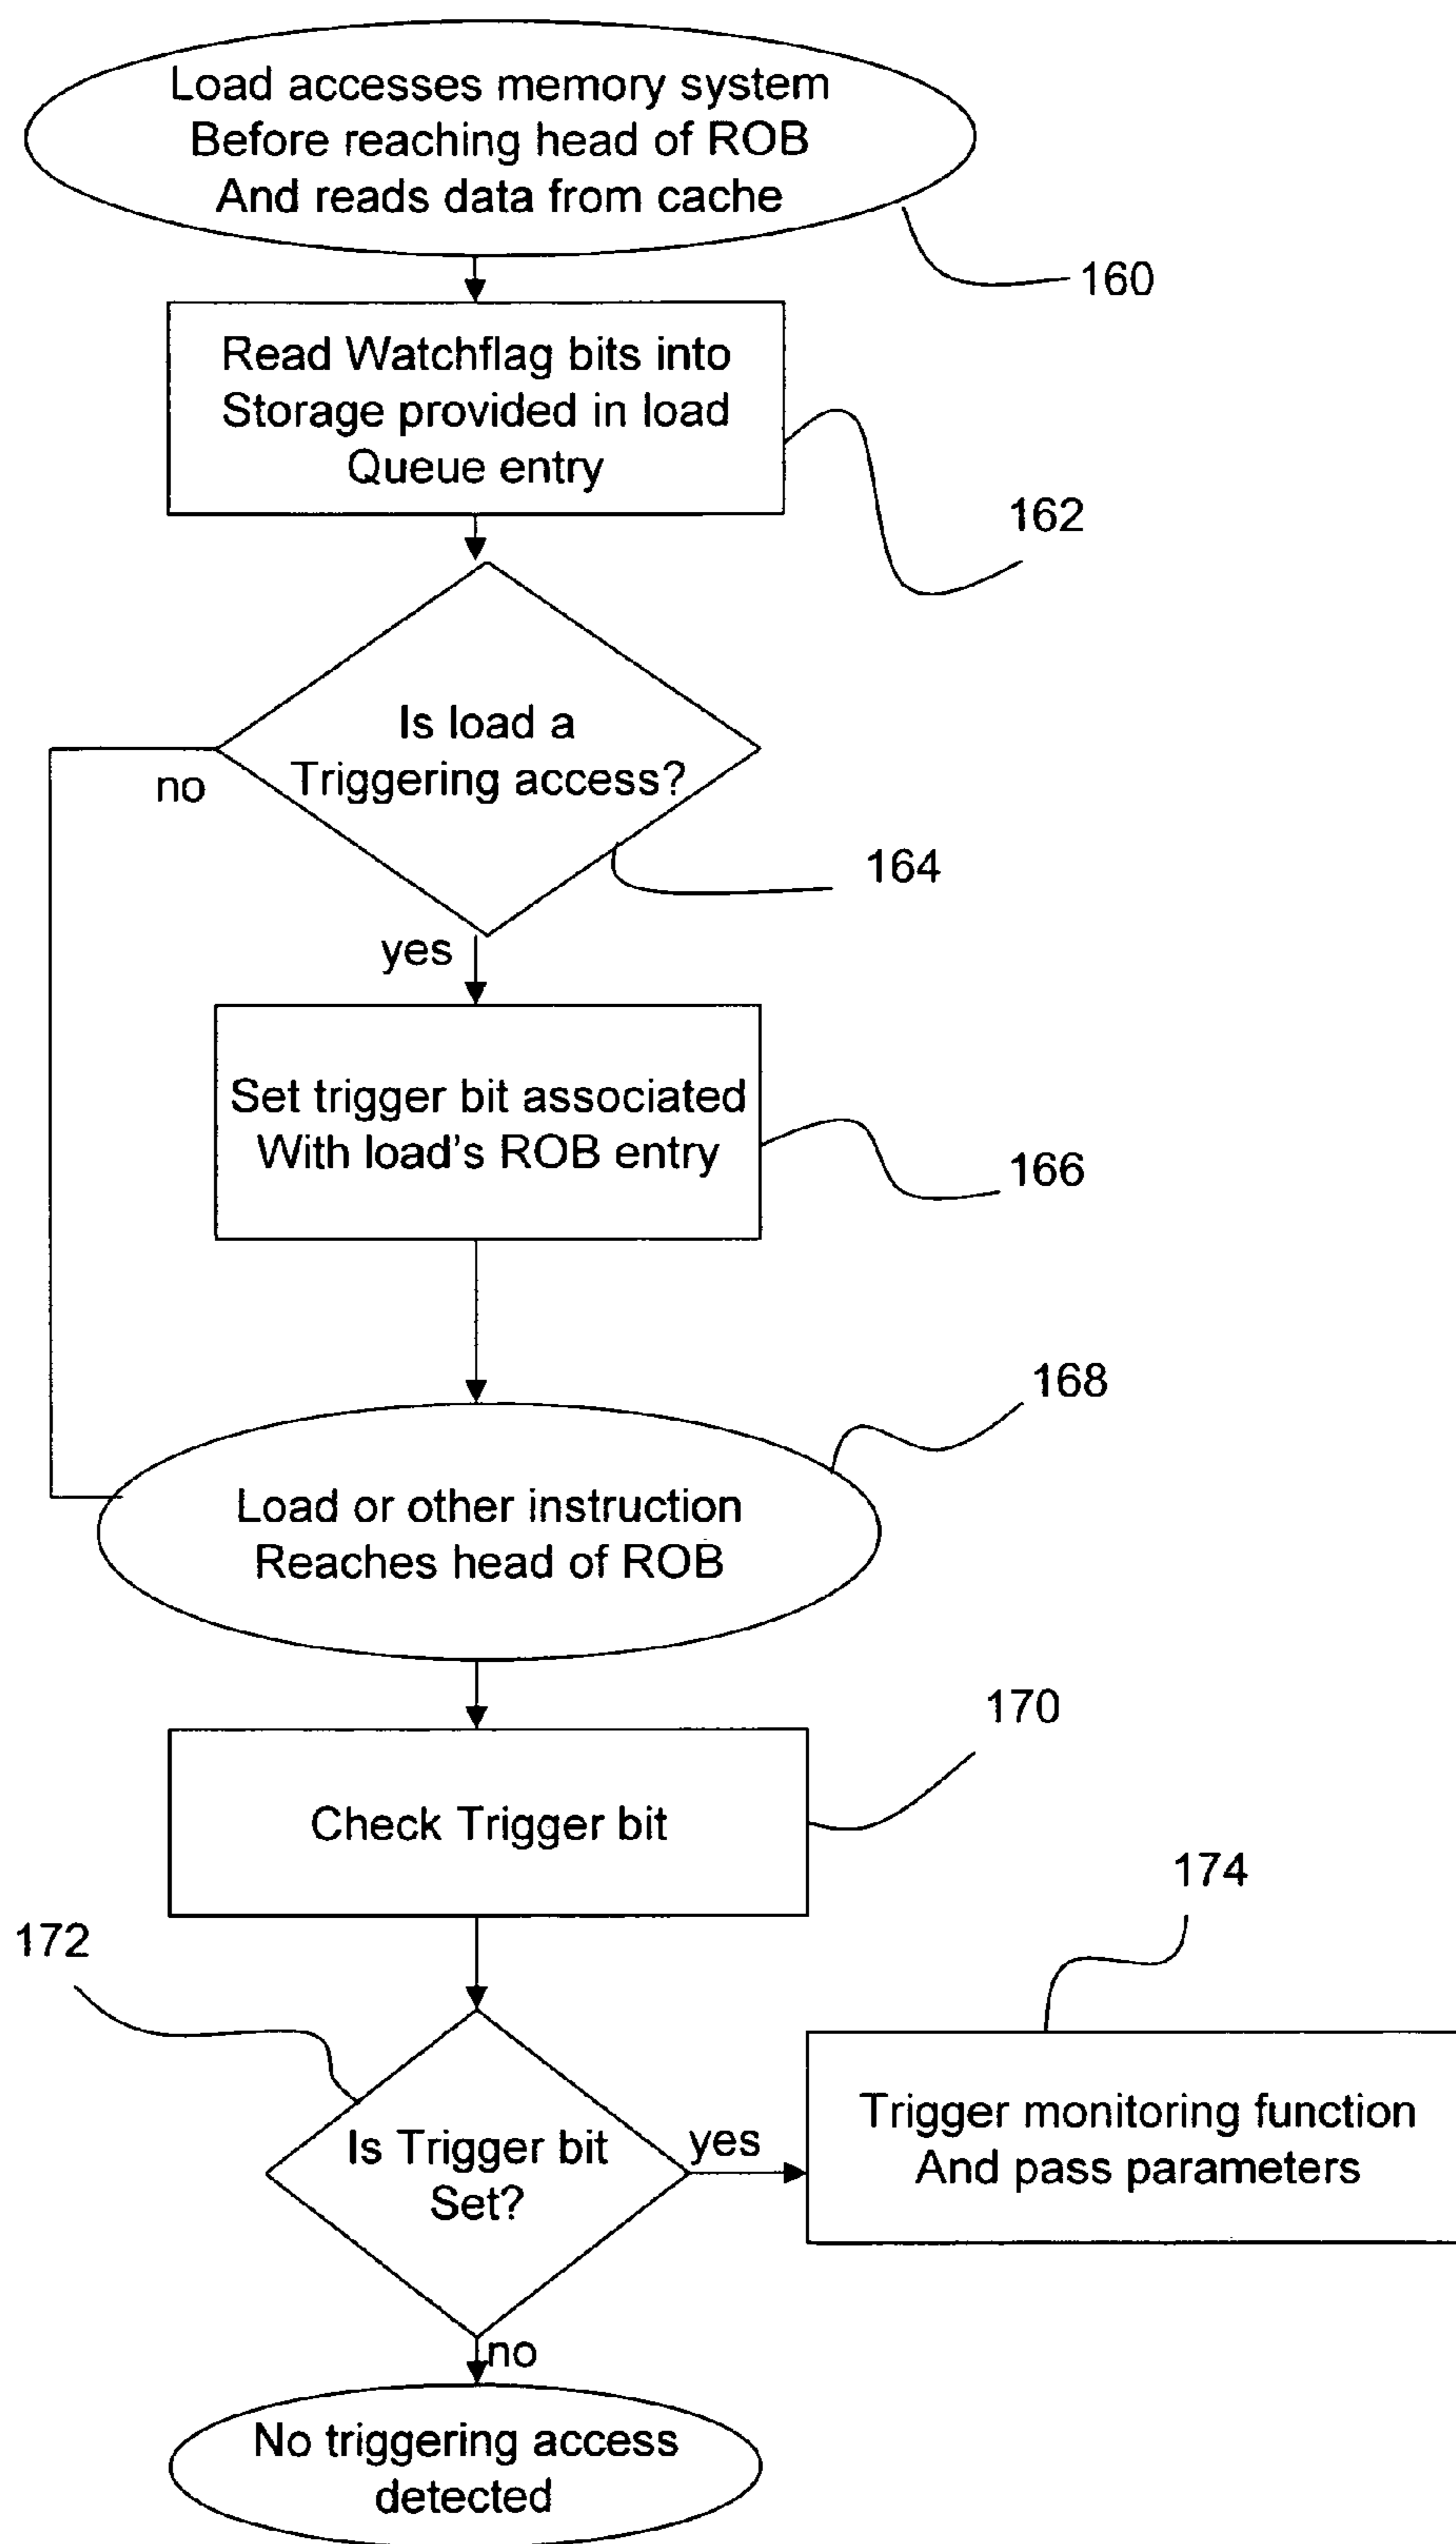 Load accesses memory system
Before reaching head of ROB
And reads data from cache
160
Read Watchflag bits into
Storage provided in load
Queue entry
162
Is load a
Triggering access?
no
164
yes
Set trigger bit associated
With load's ROB entry
166
168
Load or other instruction
Reaches head of ROB
170
Check Trigger bit
174
172
Is Trigger bit
Set?
yes
Trigger monitoring function
And pass parameters
no
No triggering access
detected